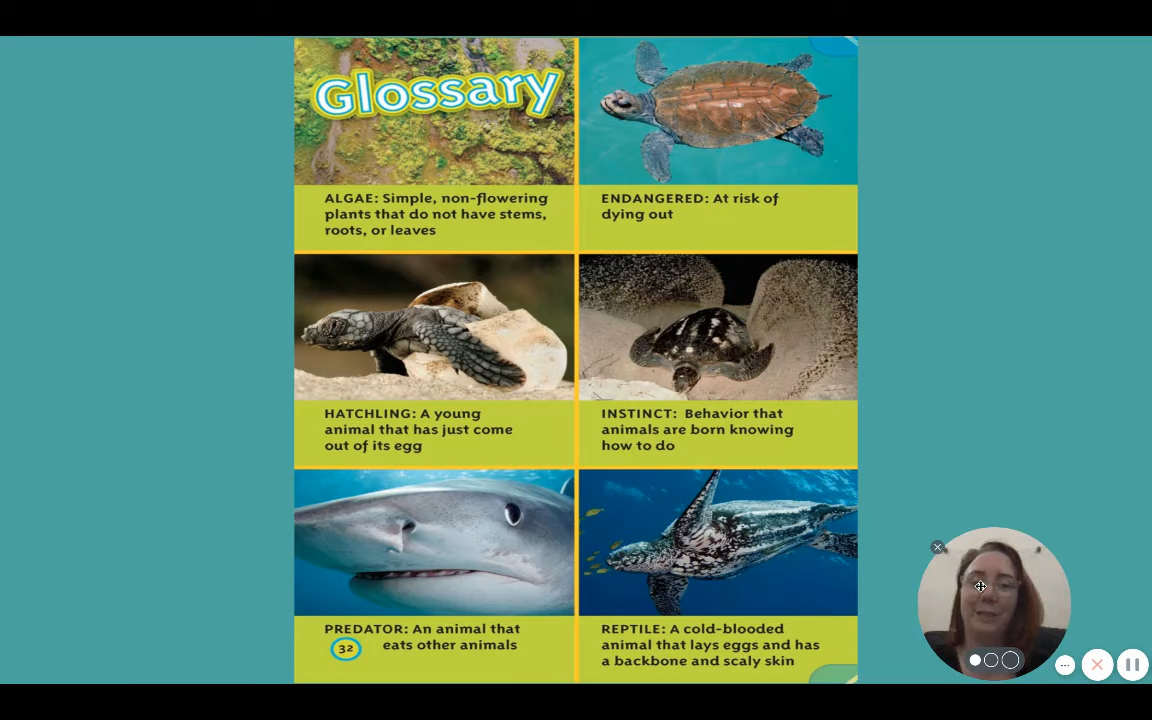 Glossary
ALGAE: Simple, non-flowering
plants that do not have stems,
roots, or leaves
ENDANGERED: At risk of
dying out
HATCHLING: A young
animal that has just come
out of its egg
INSTINCT: Behavior that
animals are born knowing
how to do
PREDATOR: An animal that
eats other animals
32
REPTILE: A cold-blooded
animal that lays eggs and has
a backbone and scaly skin